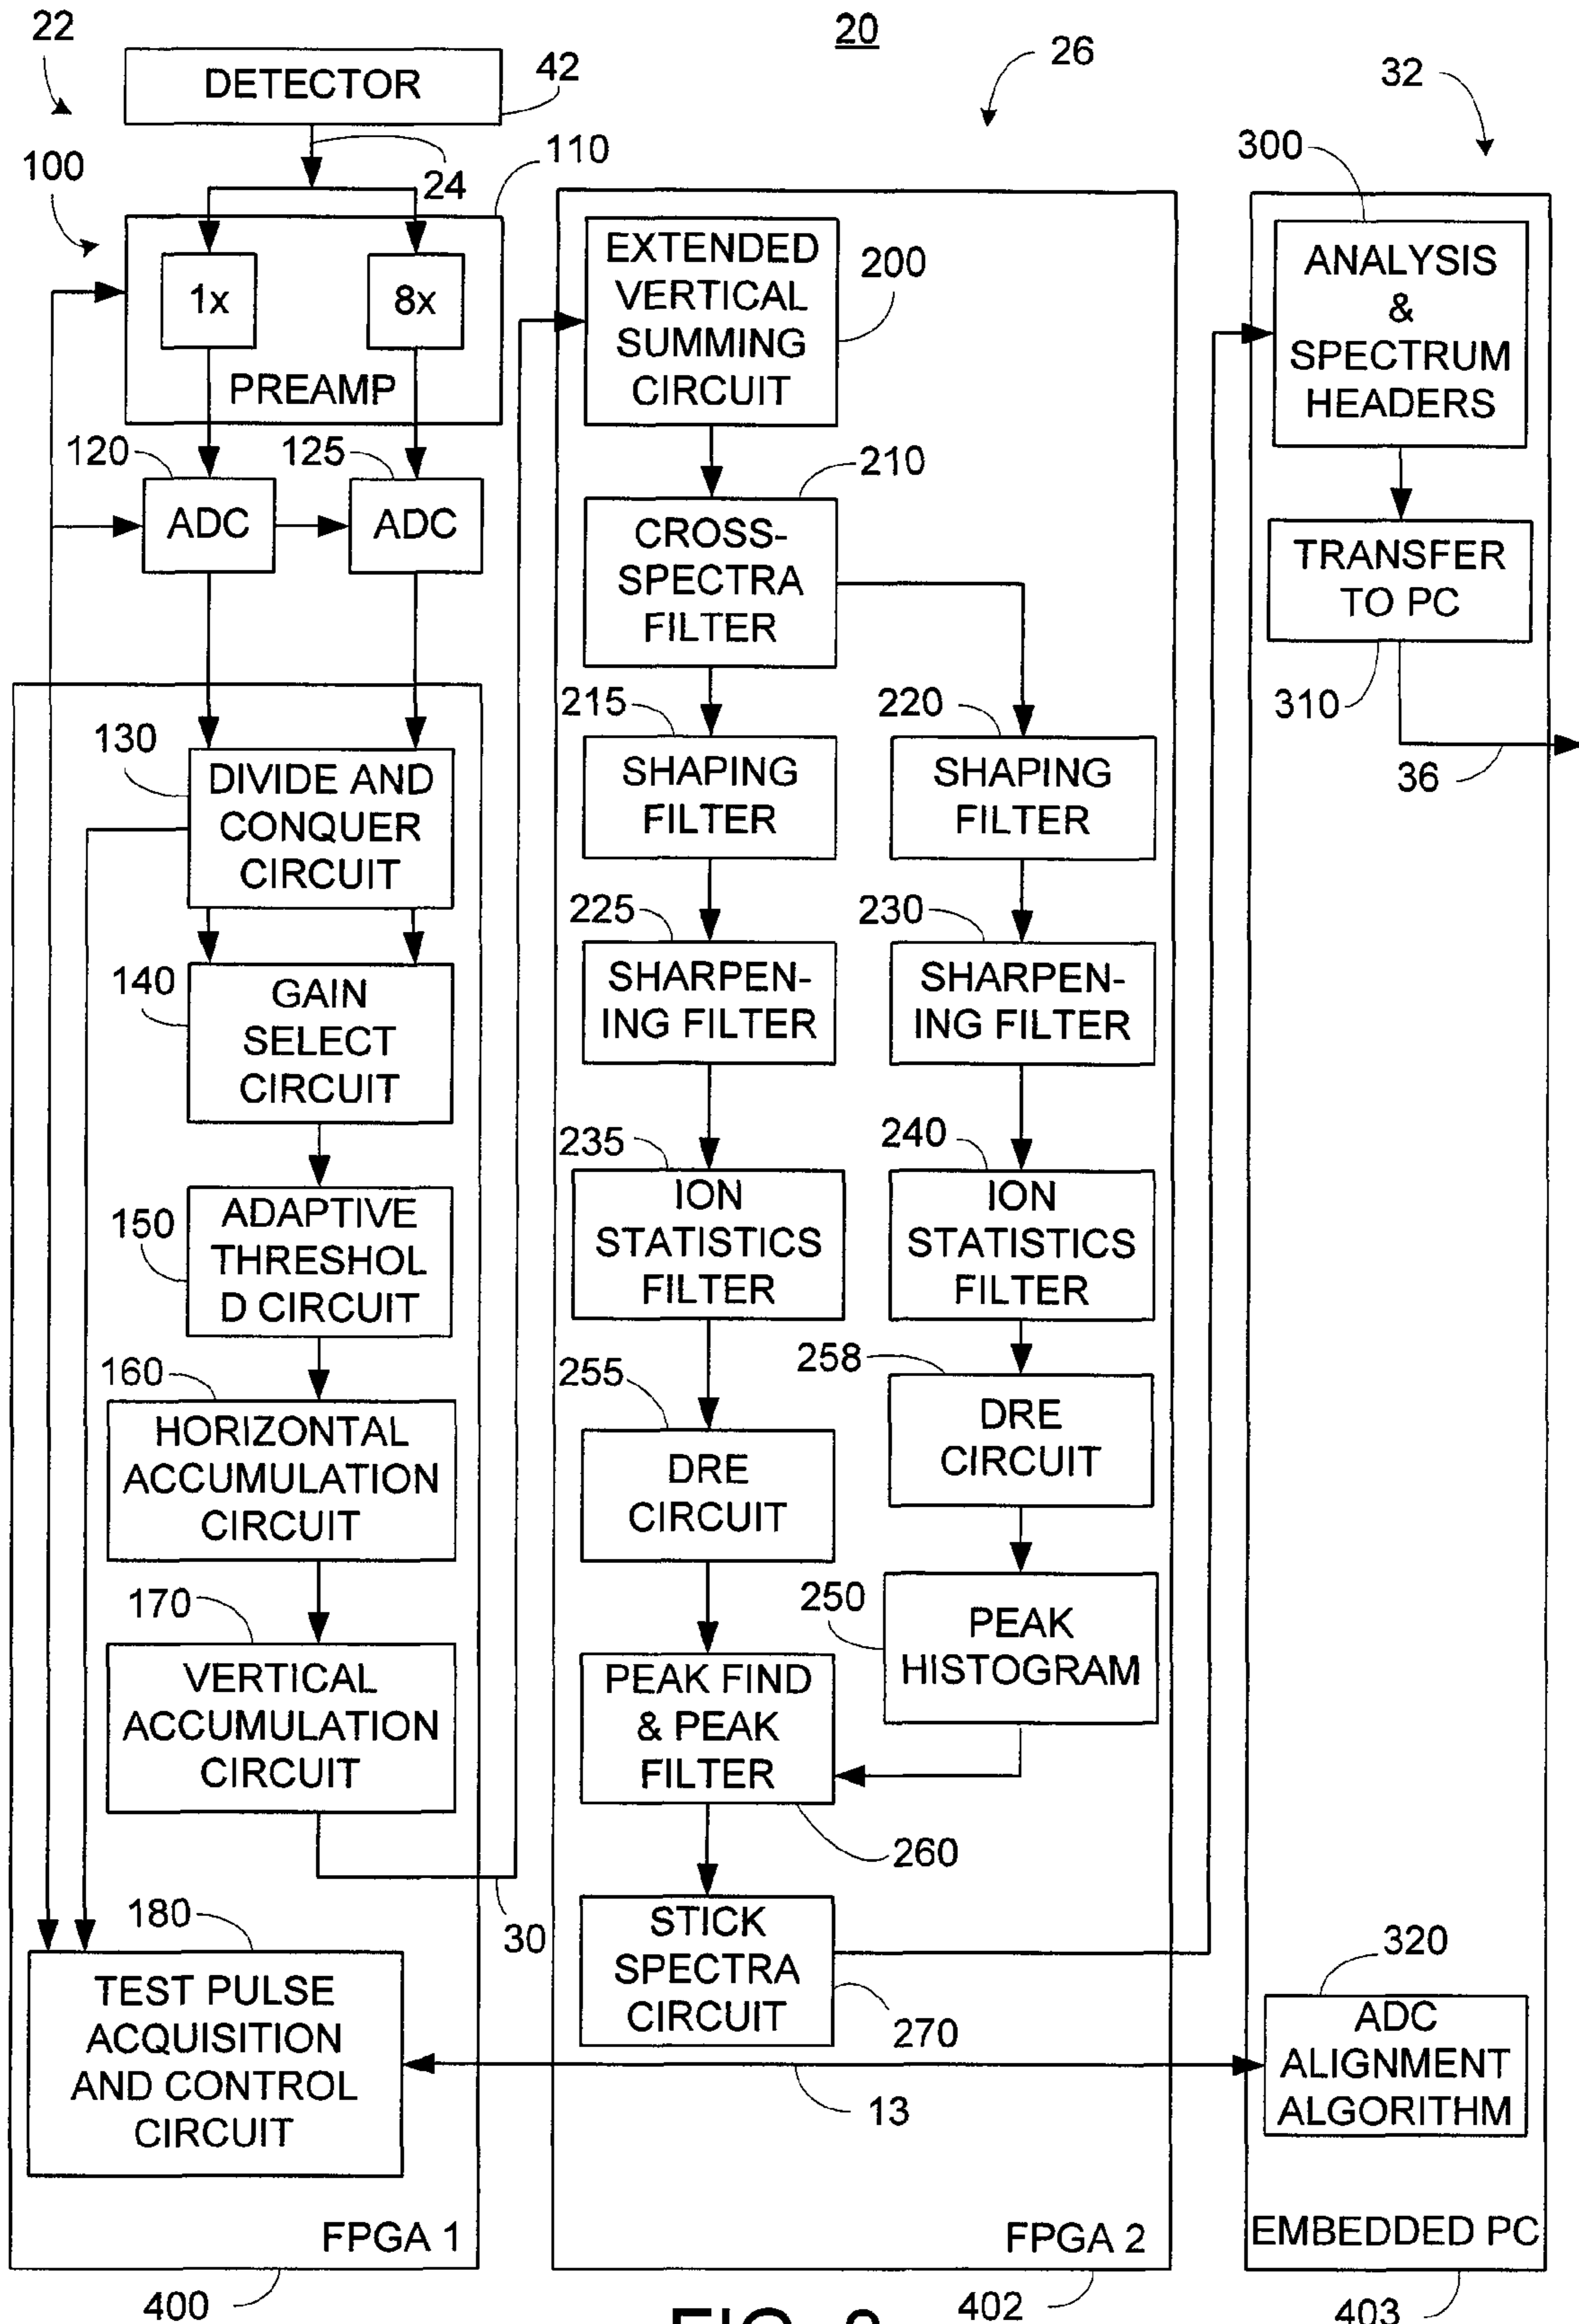 20
22
26
32
DETECTOR
42
24
100
110
1x
8x
PREAMP
120
125
ADC
ADC
130
DIVIDE AND
CONQUER
CIRCUIT
140
GAIN
SELECT
CIRCUIT
150
ADAPTIVE
THRESHOL
D CIRCUIT
160
HORIZONTAL
ACCUMULATION
CIRCUIT
170
VERTICAL
ACCUMULATION
CIRCUIT
30
180
TEST PULSE
ACQUISITION
AND CONTROL
CIRCUIT
FPGA 1
400
EXTENDED
VERTICAL
SUMMING
CIRCUIT
200
210
CROSS-
SPECTRA
FILTER
215
SHAPING
FILTER
220
SHAPING
FILTER
225
SHARPEN-
ING FILTER
230
SHARPEN-
ING FILTER
235
ION
STATISTICS
FILTER
240
ION
STATISTICS
FILTER
255
DRE
CIRCUIT
258
DRE
CIRCUIT
250
PEAK
HISTOGRAM
PEAK FIND
& PEAK
FILTER
260
STICK
SPECTRA
CIRCUIT
270
13
FPGA 2
402
300
ANALYSIS
&
SPECTRUM
HEADERS
TRANSFER
TO PC
310
36
320
ADC
ALIGNMENT
ALGORITHM
EMBEDDED PC
403